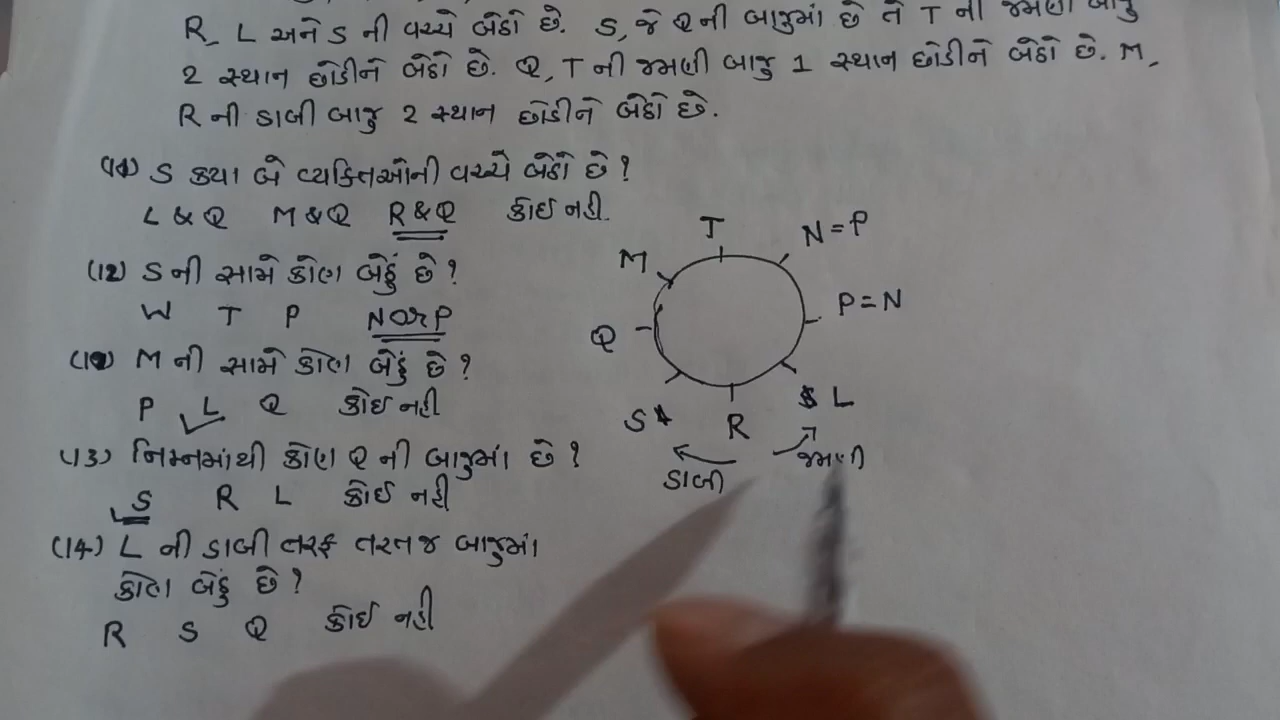 R, L અને S ની વચ્ચે બેઠો છે. S, જે Q ની બાજુમાં છે તે T ની જમણી બાજુ
2 સ્થાન છોડીને બેઠો છે. Q, T ની જમણી બાજુ 1 સ્થાન છોડીને બેઠો છે. M,
R ની ડાબી બાજુ 2 સ્થાન છોડીને બેઠો છે.
S કયા બે વ્યક્તિઓની વચ્ચે બેઠો છે?
L & Q M & Q R & Q કોઈ નહી.
(12) S ની સામે કોણ બેઠું છે?
W T P N or P
M ની સામે કોણ બેઠું છે?
P L Q કોઈ નહી
(13) નિમ્નમાંથી કોણ Q ની બાજુમાં છે?
S R L કોઈ નહી
(14) L ની ડાબી તરફ તરત જ બાજુમાં
કોણ બેઠું છે?
R S Q કોઈ નહી
T
N = P
M
P = N
Q
S
R
L
ડાબી
જમણી